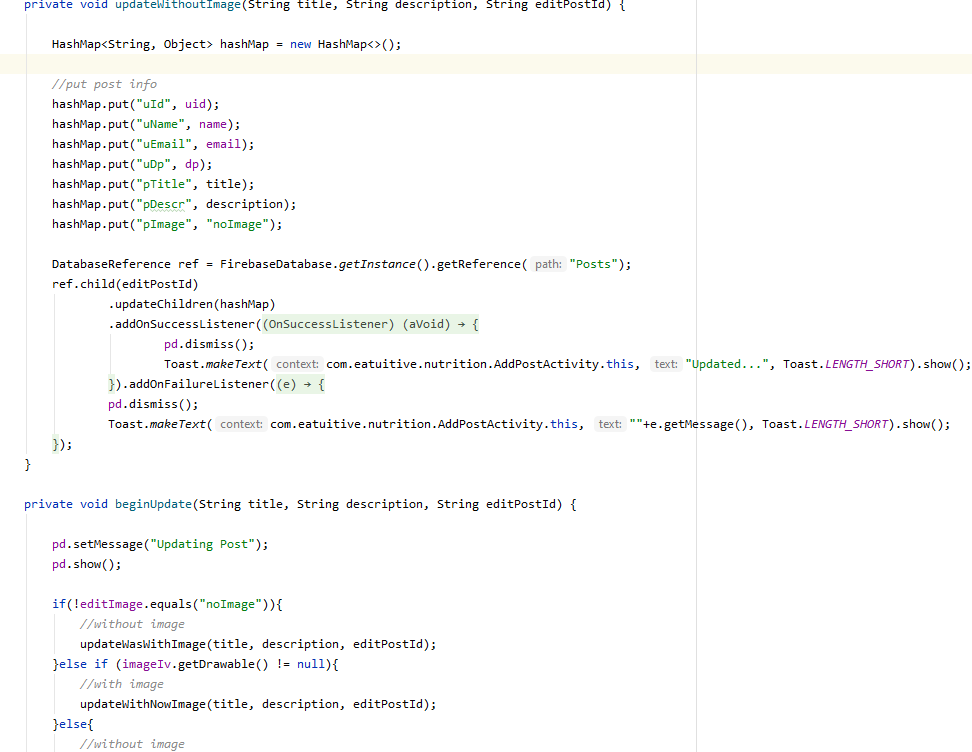 private void updateWithoutImage(String title, String description, String editPostId) {
HashMap<String, Object> hashMap = new HashMap<>();
//put post info
hashMap.put("uId", uid);
hashMap.put("uName", name);
hashMap.put("uEmail", email);
hashMap.put("uDp", dp);
hashMap.put("pTitle", title);
hashMap.put("pDescr", description);
hashMap.put("pImage", "noImage");
DatabaseReference ref = FirebaseDatabase.getInstance().getReference( path: "Posts");
ref.child(editPostId)
.updateChildren(hashMap)
.addOnSuccessListener((OnSuccessListener) (aVoid) → {
pd.dismiss();
Toast.makeText( context: com.eatuitive.nutrition.AddPostActivity.this, text: "Updated...", Toast.LENGTH_SHORT).show();
}).addOnFailureListener((e) → {
pd.dismiss();
Toast.makeText( context: com.eatuitive.nutrition.AddPostActivity.this, text: ""+e.getMessage(), Toast.LENGTH_SHORT).show();
});
}
private void beginUpdate(String title, String description, String editPostId) {
pd.setMessage("Updating Post");
pd.show();
if(!editImage.equals("noImage")){
//without image
updateWasWithImage(title, description, editPostId);
}else if (imageIv.getDrawable() != null){
//with image
updateWithNowImage(title, description, editPostId);
}else{
//without image